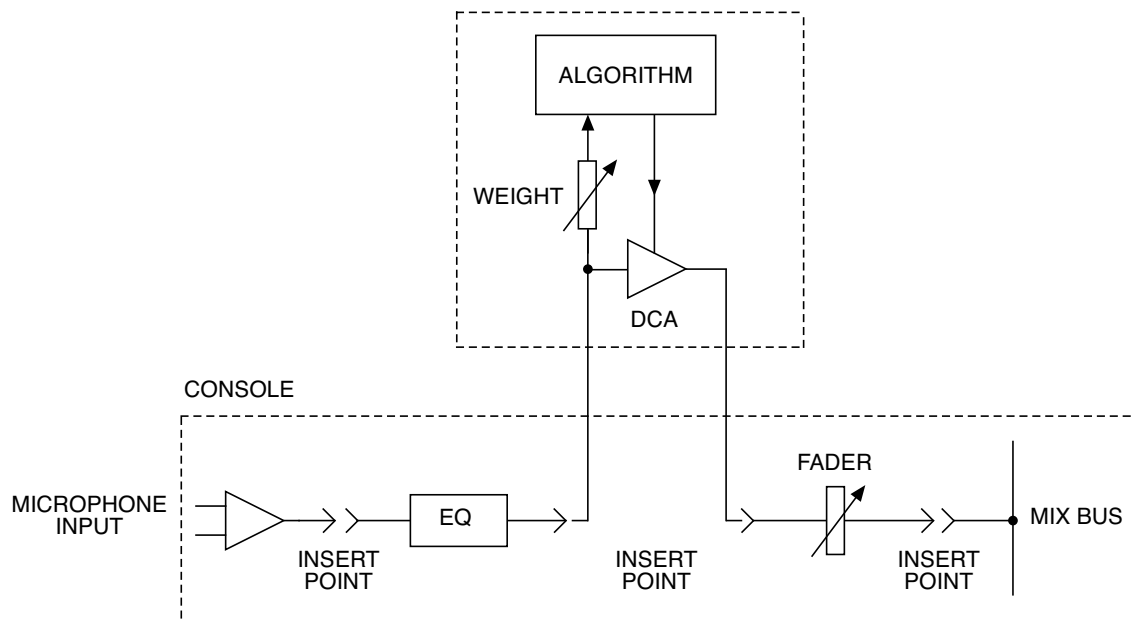 ALGORITHM
WEIGHT
DCA
CONSOLE
FADER
MICROPHONE
INPUT
EQ
MIX BUS
INSERT
POINT
INSERT
POINT
INSERT
POINT